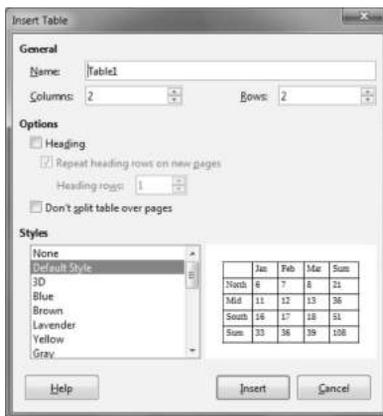 Insert Table
General
Name: Table1
Columns: 2 Rows: 2
Options
Heading
Repeat heading rows on new pages
Heading rows: 1
Don't split table over pages
Styles
None
Default Style
3D
Blue
Brown
Lavender
Yellow
Gray
Jan Feb Mar Sum
North 6 7 8 21
Mid 11 12 13 36
South 16 17 18 51
Sum 33 36 39 108
Help Insert Cancel